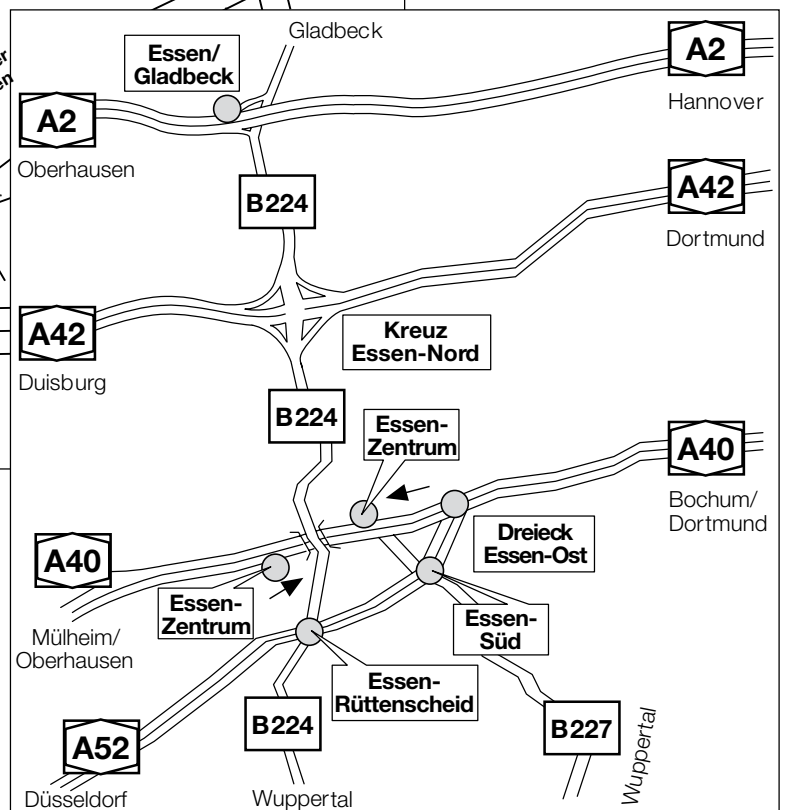 Gladbeck
Essen/
Gladbeck
A2
Hannover
A2
Oberhausen
B224
A42
Dortmund
A42
Duisburg
Kreuz
Essen-Nord
B224
Essen-
Zentrum
A40
Bochum/
Dortmund
Dreieck
Essen-Ost
A40
Mülheim/
Oberhausen
Essen-
Zentrum
Essen-
Süd
Essen-
Rüttenscheid
A52
Düsseldorf
B224
Wuppertal
B227
Wuppertal